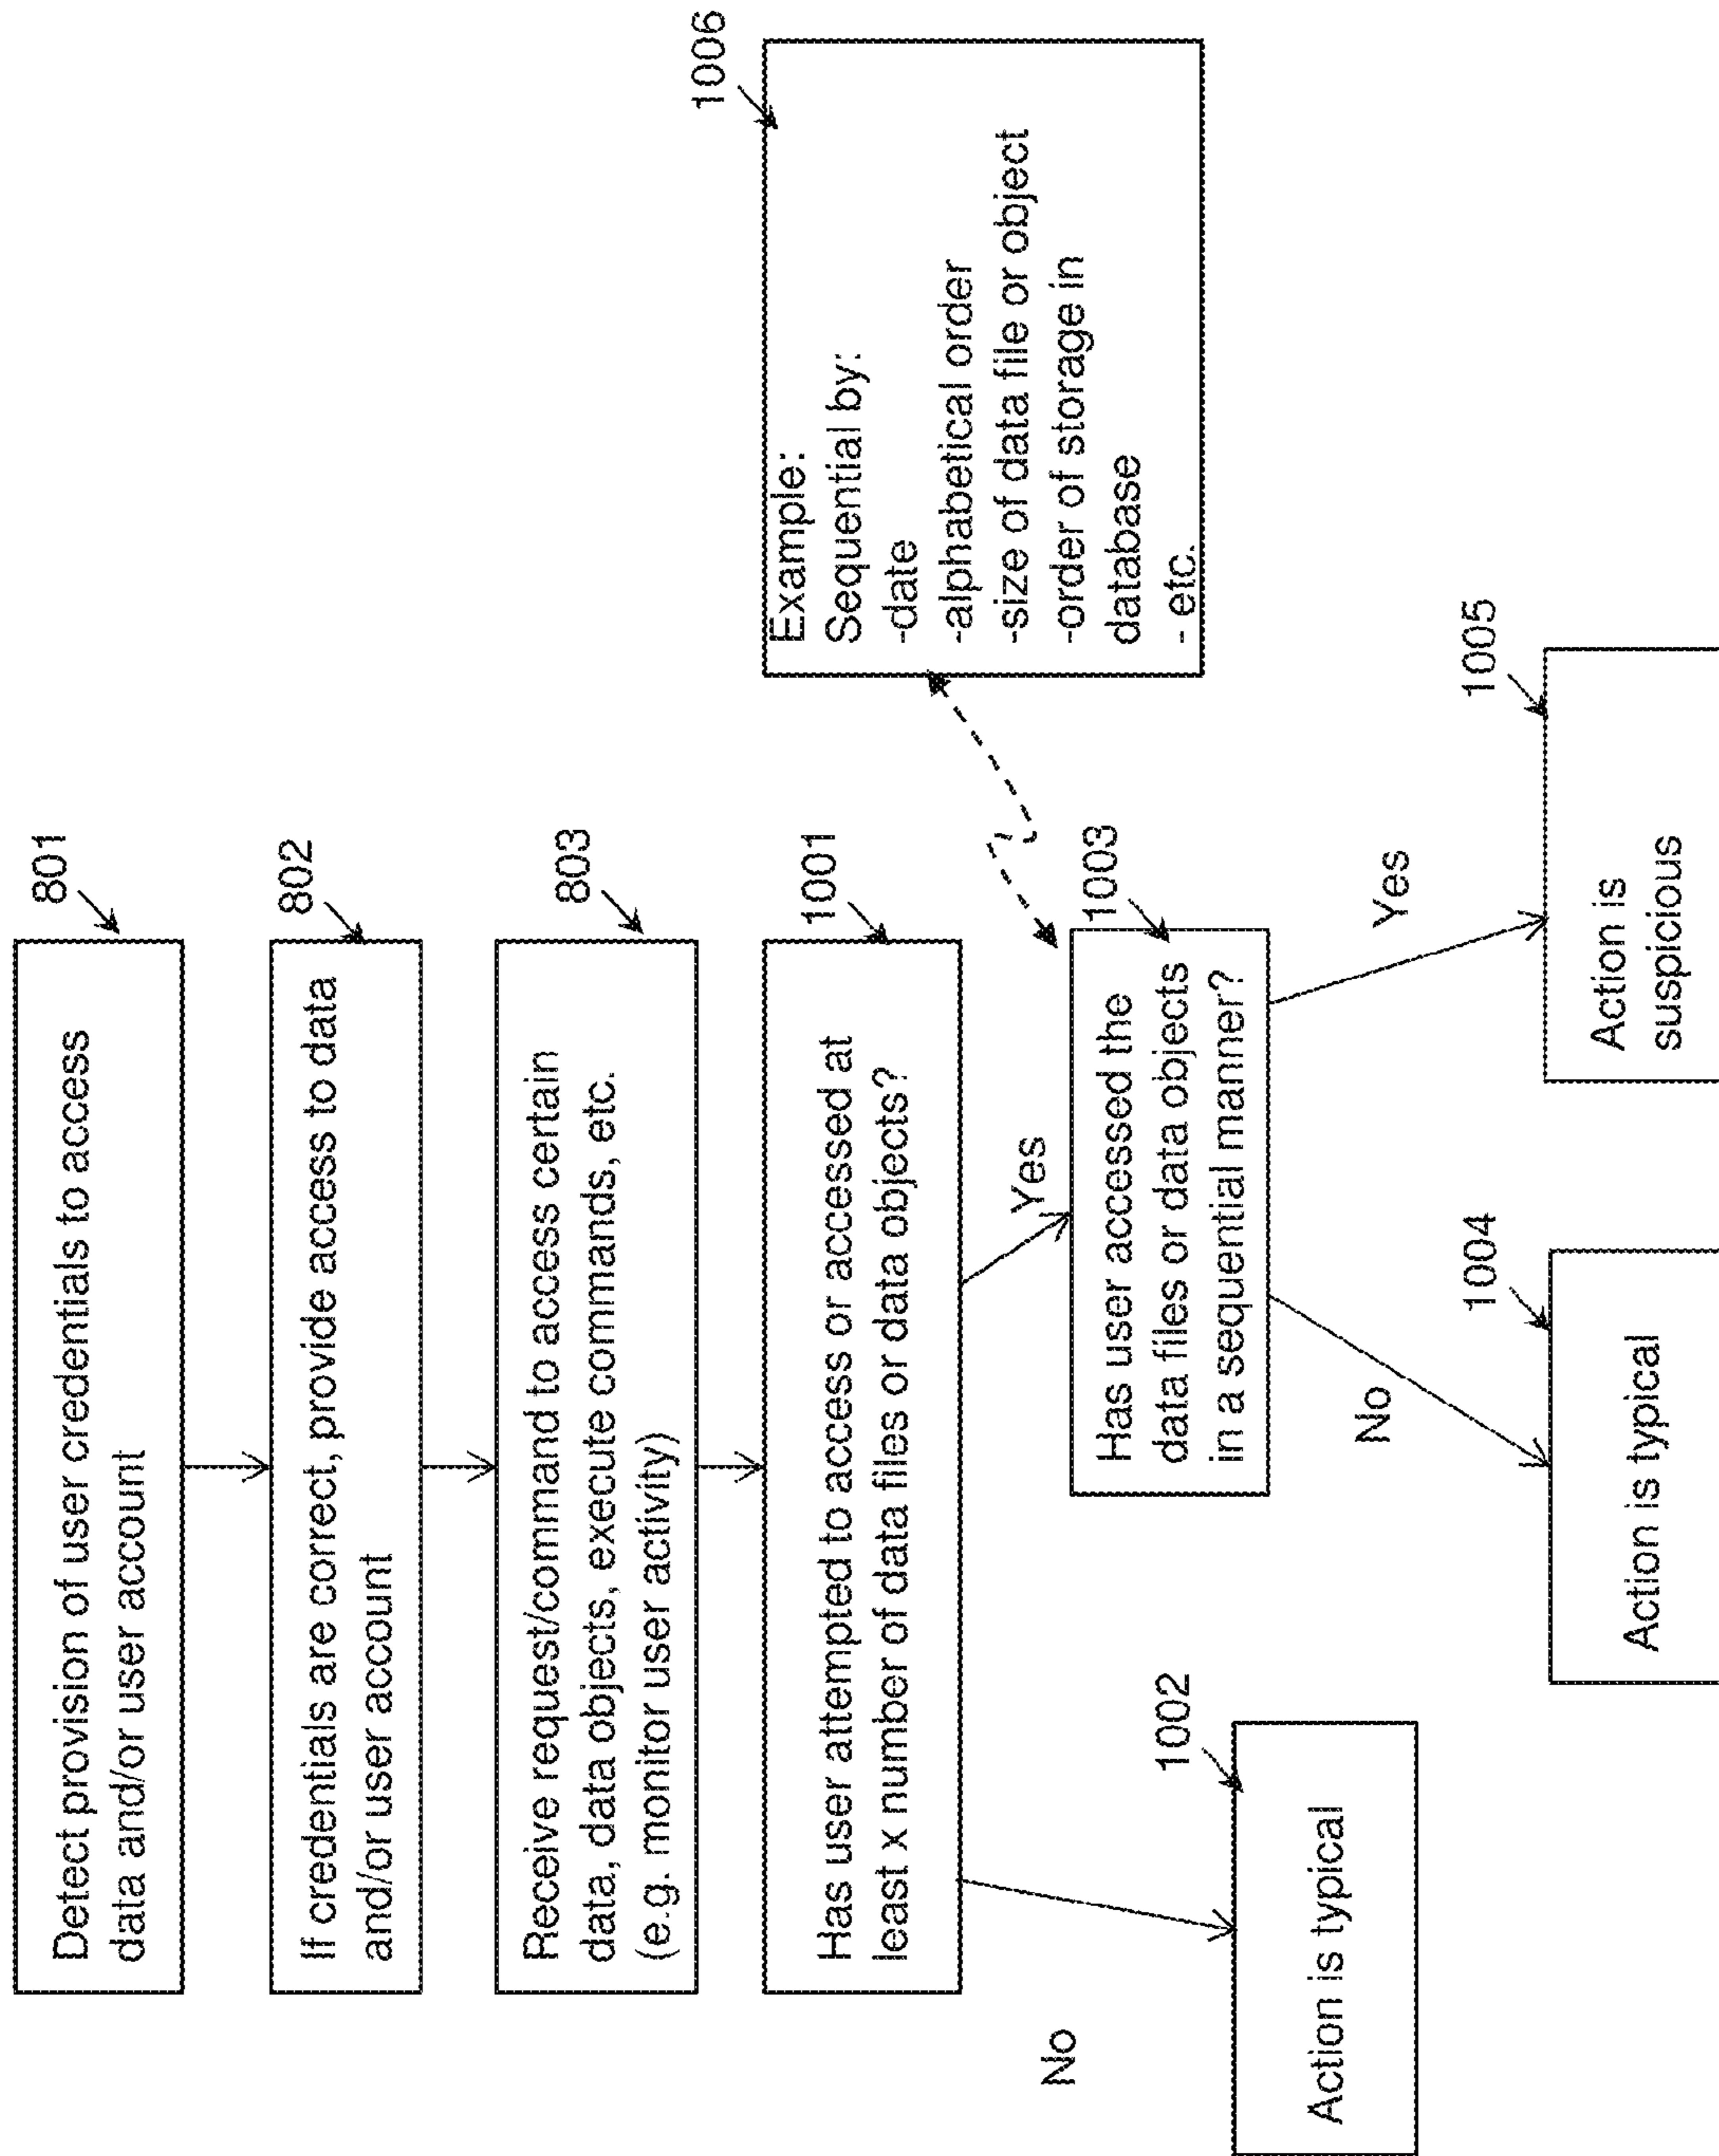 801
Detect provision of user credentials to access
data and/or user account
802
If credentials are correct, provide access to data
and/or user account
803
Receive request/command to access certain
data, data objects, execute commands, etc.
(e.g. monitor user activity)
1001
Has user attempted to access or accessed at
least x number of data files or data objects?
1006
Example:
Sequential by:
-date
-alphabetical order
-size of data file or object
-order of storage in
database
- etc.
No
Yes
1003
Has user accessed the
data files or data objects
in a sequential manner?
1002
Action is typical
No
Yes
1004
Action is typical
1005
Action is
suspicious